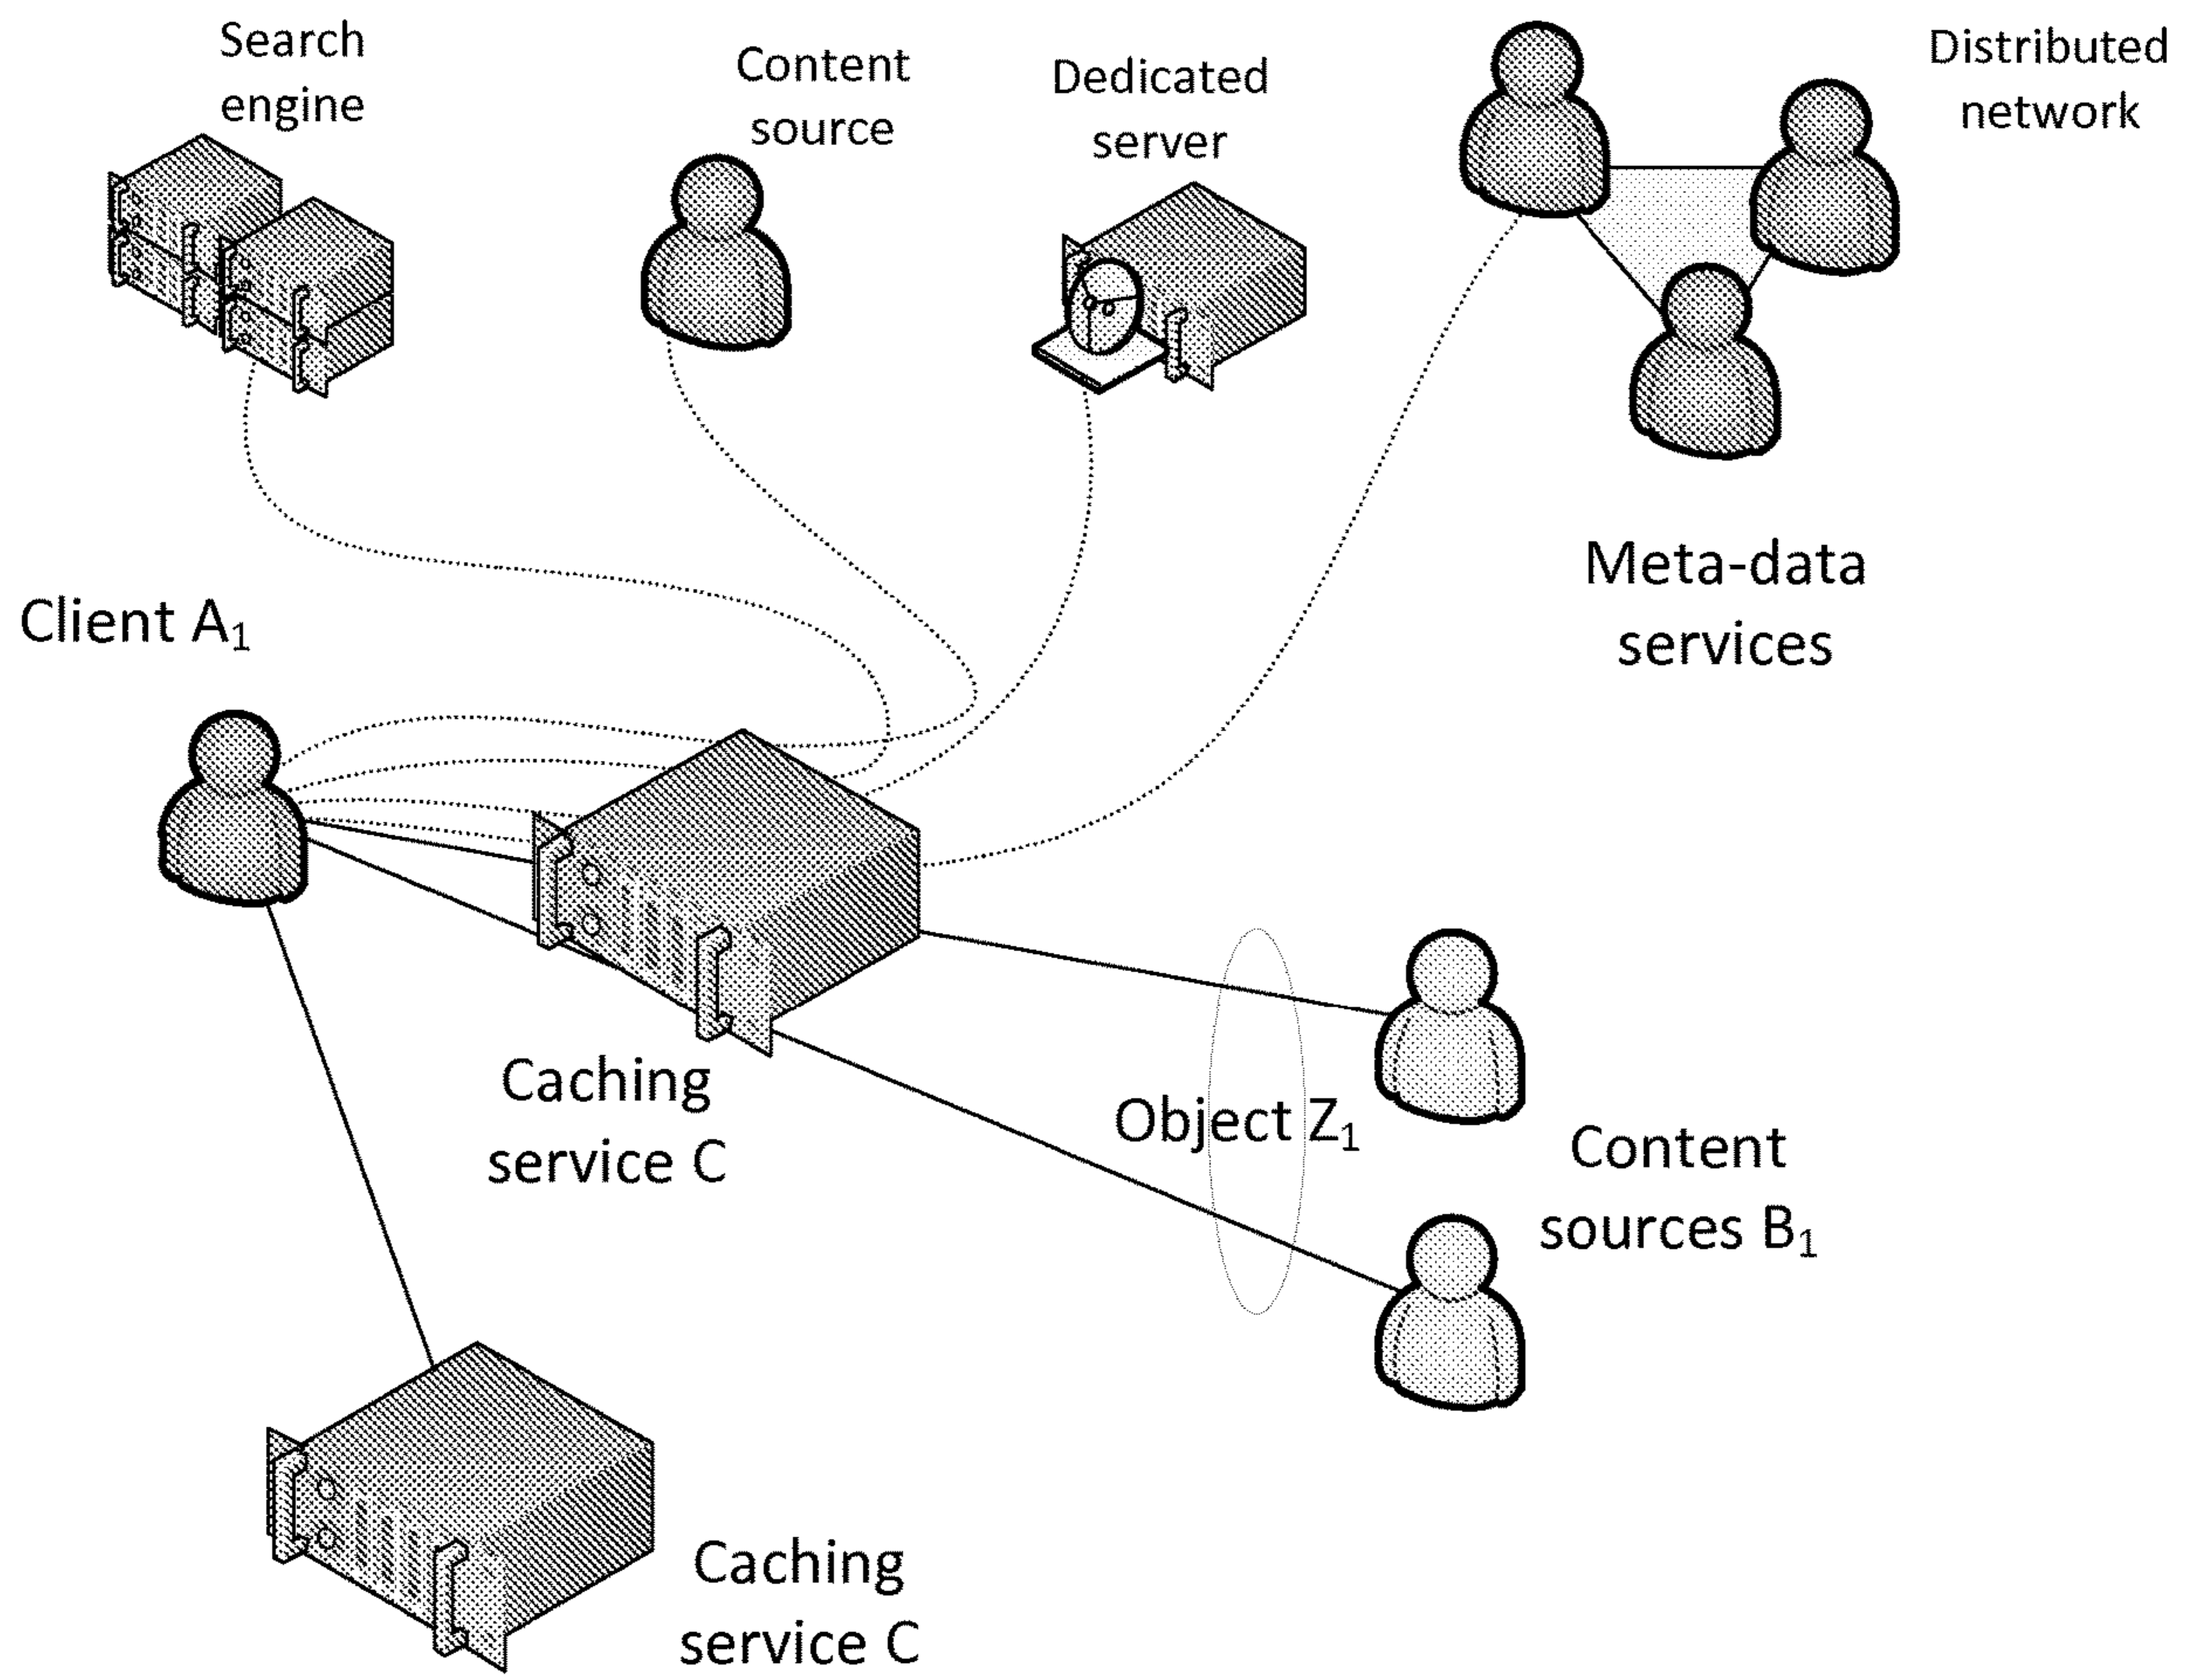 Search
engine
Content
source
Dedicated
server
Distributed
network
Meta-data
services
Client A₁
Caching
service C
Object Z₁
Content
sources B₁
Caching
service C